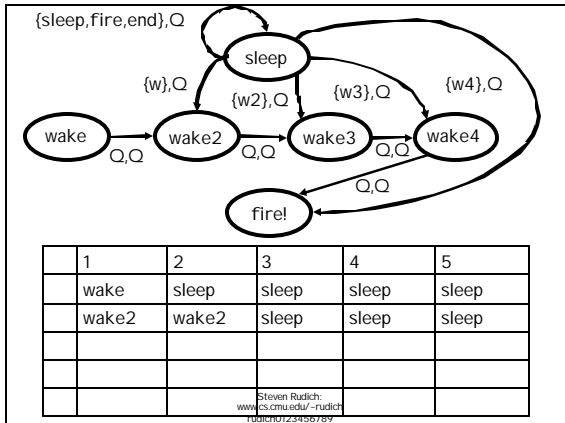 {sleep,fire,end},Q
sleep
{w},Q
{w2},Q
{w3},Q
{w4},Q
wake
wake2
wake3
wake4
Q,Q
Q,Q
Q,Q
Q,Q
fire!
1 2 3 4 5
wake sleep sleep sleep sleep
wake2 wake2 sleep sleep sleep
Steven Rudich:
www.cs.cmu.edu/~rudich
rudich0123456789